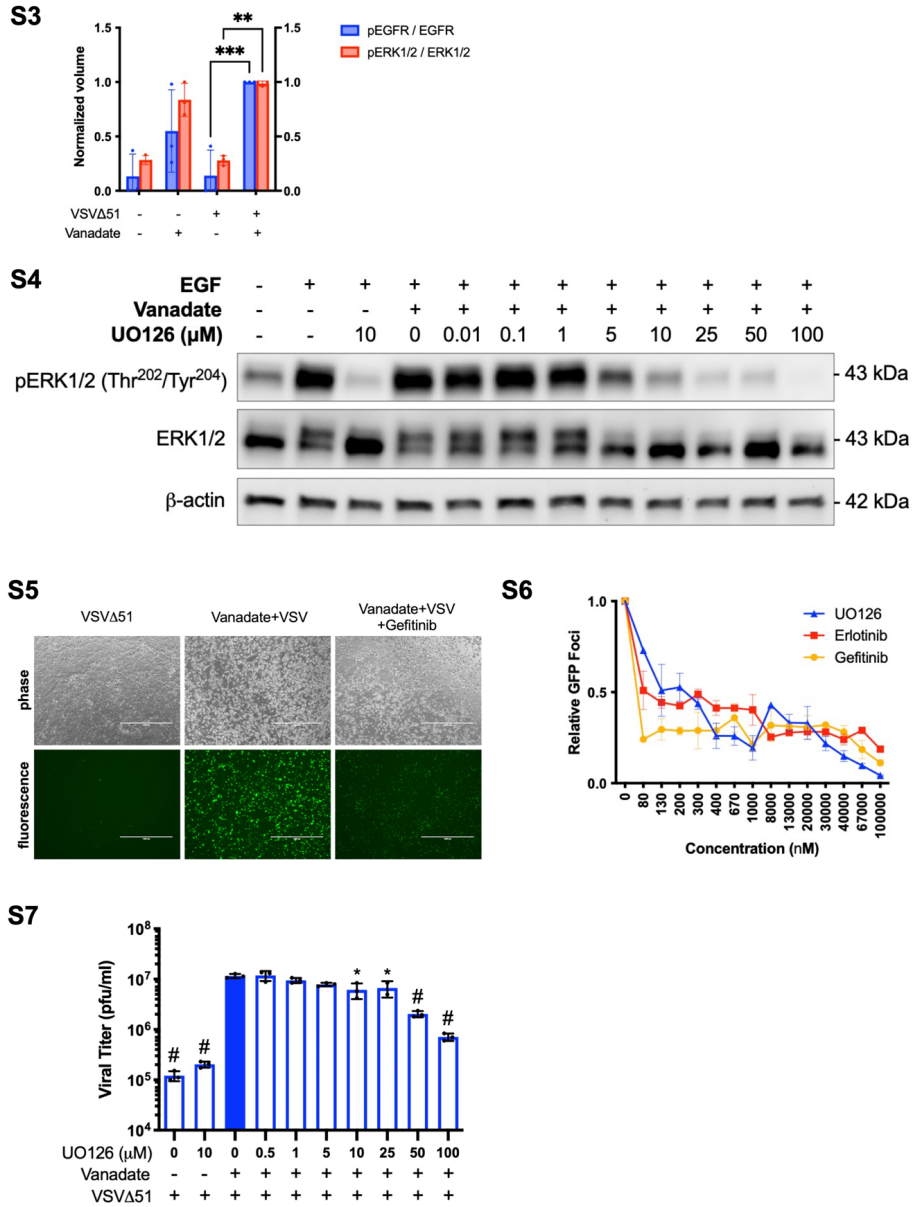 S3
1.5 1.5
1.0 1.0
0.5 0.5
0.0 0.0
Normalized volume
** 
***
pEGFR / EGFR
pERK1/2 / ERK1/2
VSVΔ51 - - + +
Vanadate - + - +
S4
EGF - + + + + + + + + + + +
Vanadate - - - + + + + + + + + +
UO126 (μM) - - 10 0 0.01 0.1 1 5 10 25 50 100
pERK1/2 (Thr202/Tyr204) - 43 kDa
ERK1/2 - 43 kDa
β-actin - 42 kDa
S5
VSVΔ51 Vanadate+VSV Vanadate+VSV
+Gefitinib
phase
fluorescence
S6
1.0
0.5
0.0
Relative GFP Foci
UO126
Erlotinib
Gefitinib
0 80 130 200 300 400 670 1000 8000 13000 20000 30000 40000 67000 100000
Concentration (nM)
S7
10^8
10^7
10^6
10^5
10^4
Viral Titer (pfu/ml)
# # * * # #
UO126 (μM) 0 10 0 0.5 1 5 10 25 50 100
Vanadate - - + + + + + + + +
VSVΔ51 + + + + + + + + + +